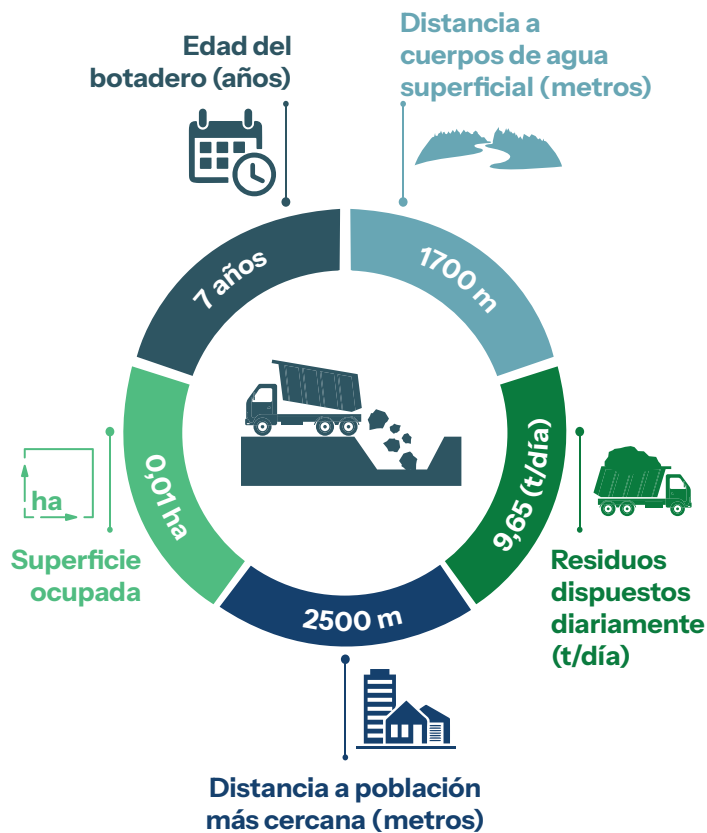 Edad del
botadero (años)
Distancia a
cuerpos de agua
superficial (metros)
7 años
1700 m
0,01 ha
9,65 (t/día)
2500 m
ha
Superficie
ocupada
Residuos
dispuestos
diariamente
(t/día)
Distancia a población
más cercana (metros)